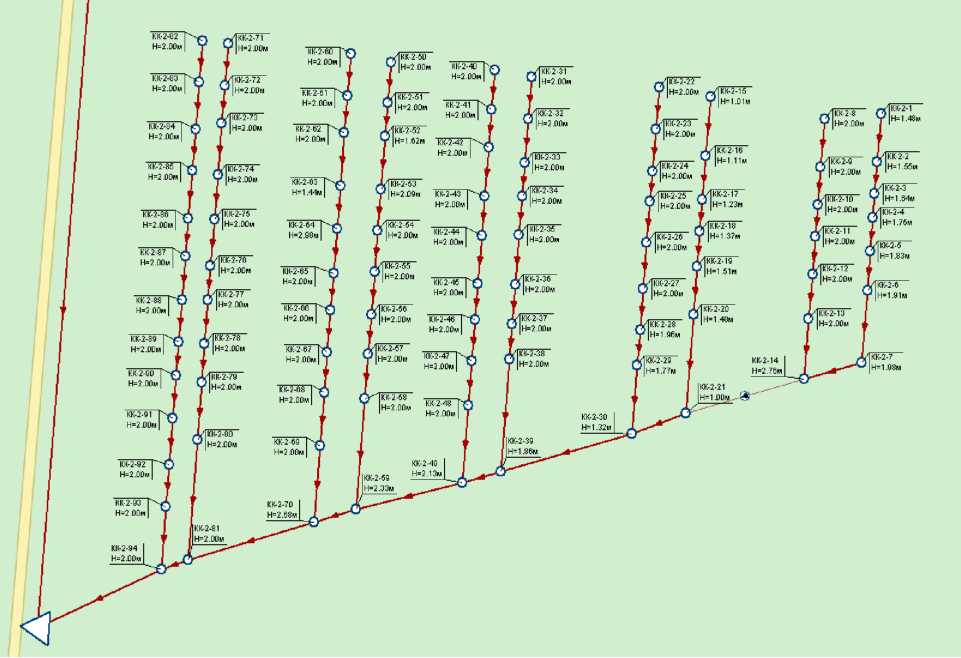 КК-2-82
H=2.00м
КК-2-83
H=2.00м
КК-2-84
H=2.00м
КК-2-85
H=2.00м
КК-2-86
H=2.00м
КК-2-87
H=2.00м
КК-2-88
H=2.00м
КК-2-89
H=2.00м
КК-2-90
H=2.00м
КК-2-91
H=2.00м
КК-2-92
H=2.00м
КК-2-93
H=2.00м
КК-2-94
H=2.00м
КК-2-71
H=2.00м
КК-2-72
H=2.00м
КК-2-73
H=2.00м
КК-2-74
H=2.00м
КК-2-75
H=2.00м
КК-2-76
H=2.00м
КК-2-77
H=2.00м
КК-2-78
H=2.00м
КК-2-79
H=2.00м
КК-2-80
H=2.00м
КК-2-81
H=2.00м
КК-2-60
H=2.00м
КК-2-61
H=2.00м
КК-2-62
H=2.00м
КК-2-63
H=1.44м
КК-2-64
H=2.98м
КК-2-65
H=2.00м
КК-2-66
H=2.00м
КК-2-67
H=2.00м
КК-2-68
H=2.00м
КК-2-69
H=2.00м
КК-2-70
H=2.58м
КК-2-50
H=2.00м
КК-2-51
H=2.00м
КК-2-52
H=1.62м
КК-2-53
H=2.09м
КК-2-54
H=2.00м
КК-2-55
H=2.00м
КК-2-56
H=2.00м
КК-2-57
H=2.00м
КК-2-58
H=2.00м
КК-2-59
H=2.33м
КК-2-40
H=2.00м
КК-2-41
H=2.00м
КК-2-42
H=2.00м
КК-2-43
H=2.00м
КК-2-44
H=2.00м
КК-2-45
H=2.00м
КК-2-46
H=2.00м
КК-2-47
H=2.00м
КК-2-48
H=2.00м
КК-2-49
H=2.13м
КК-2-31
H=2.00м
КК-2-32
H=2.00м
КК-2-33
H=2.00м
КК-2-34
H=2.00м
КК-2-35
H=2.00м
КК-2-36
H=2.00м
КК-2-37
H=2.00м
КК-2-38
H=2.00м
КК-2-39
H=1.86м
КК-2-22
H=2.00м
КК-2-23
H=2.00м
КК-2-24
H=2.00м
КК-2-25
H=2.00м
КК-2-26
H=2.00м
КК-2-27
H=2.00м
КК-2-28
H=1.96м
КК-2-29
H=1.77м
КК-2-30
H=1.32м
КК-2-15
H=1.01м
КК-2-16
H=1.11м
КК-2-17
H=1.23м
КК-2-18
H=1.37м
КК-2-19
H=1.51м
КК-2-20
H=1.40м
КК-2-21
H=1.00м
КК-2-8
H=2.00м
КК-2-9
H=2.00м
КК-2-10
H=2.00м
КК-2-11
H=2.00м
КК-2-12
H=2.00м
КК-2-13
H=2.00м
КК-2-14
H=2.76м
КК-2-1
H=1.48м
КК-2-2
H=1.55м
КК-2-3
H=1.64м
КК-2-4
H=1.75м
КК-2-5
H=1.83м
КК-2-6
H=1.91м
КК-2-7
H=1.98м